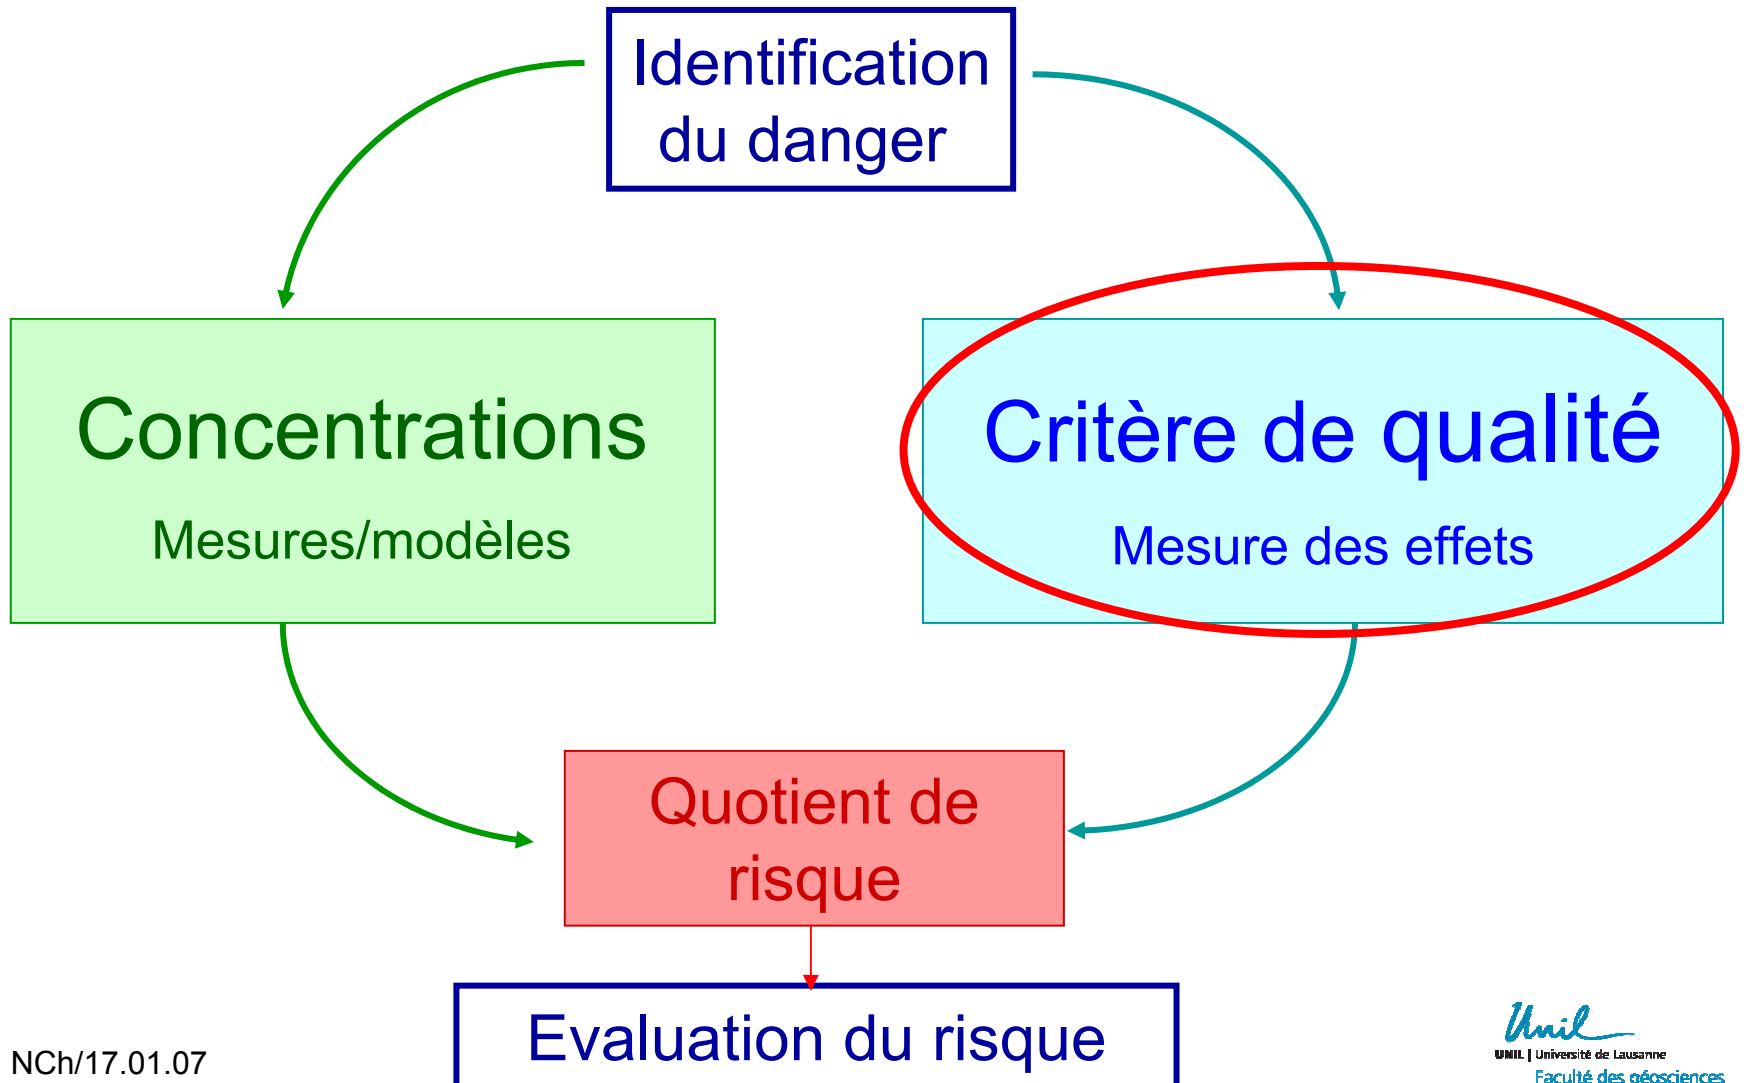 Identification
du danger
Concentrations
Mesures/modèles
Critère de qualité
Mesure des effets
Quotient de
risque
Evaluation du risque
NCh/17.01.07
Unil
UNIL | Université de Lausanne
Faculté des géosciences